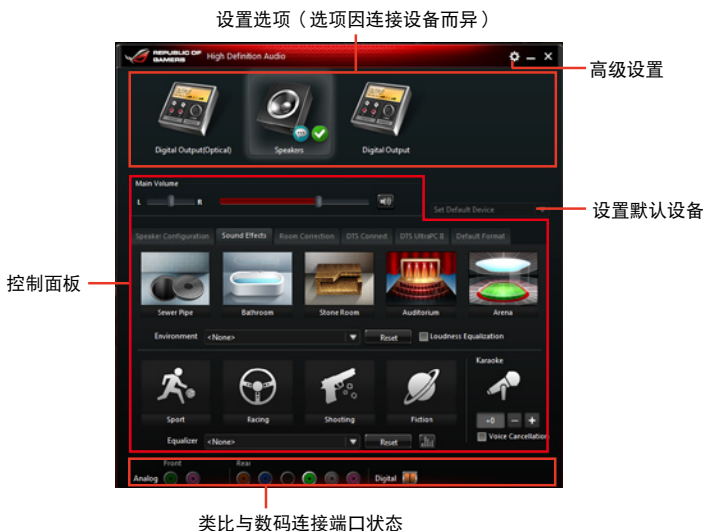 设置选项（选项因连接设备而异）
REPUBLIC OF
GAMERS
High Definition Audio
高级设置
Digital Output(Optical)
Speakers
Digital Output
Main Volume
L
R
Set Default Device
设置默认设备
Speaker Configuration
Sound Effects
Room Correction
DTS Connect
DTS UltraPC II
Default Format
控制面板
Sewer Pipe
Bathroom
Stone Room
Auditorium
Arena
Environment
<None>
Reset
Loudness Equalization
Karaoke
Sport
Racing
Shooting
Fiction
+0
Equalizer
<None>
Reset
Voice Cancellation
Front
Rear
Analog
Digital
类比与数码连接端口状态